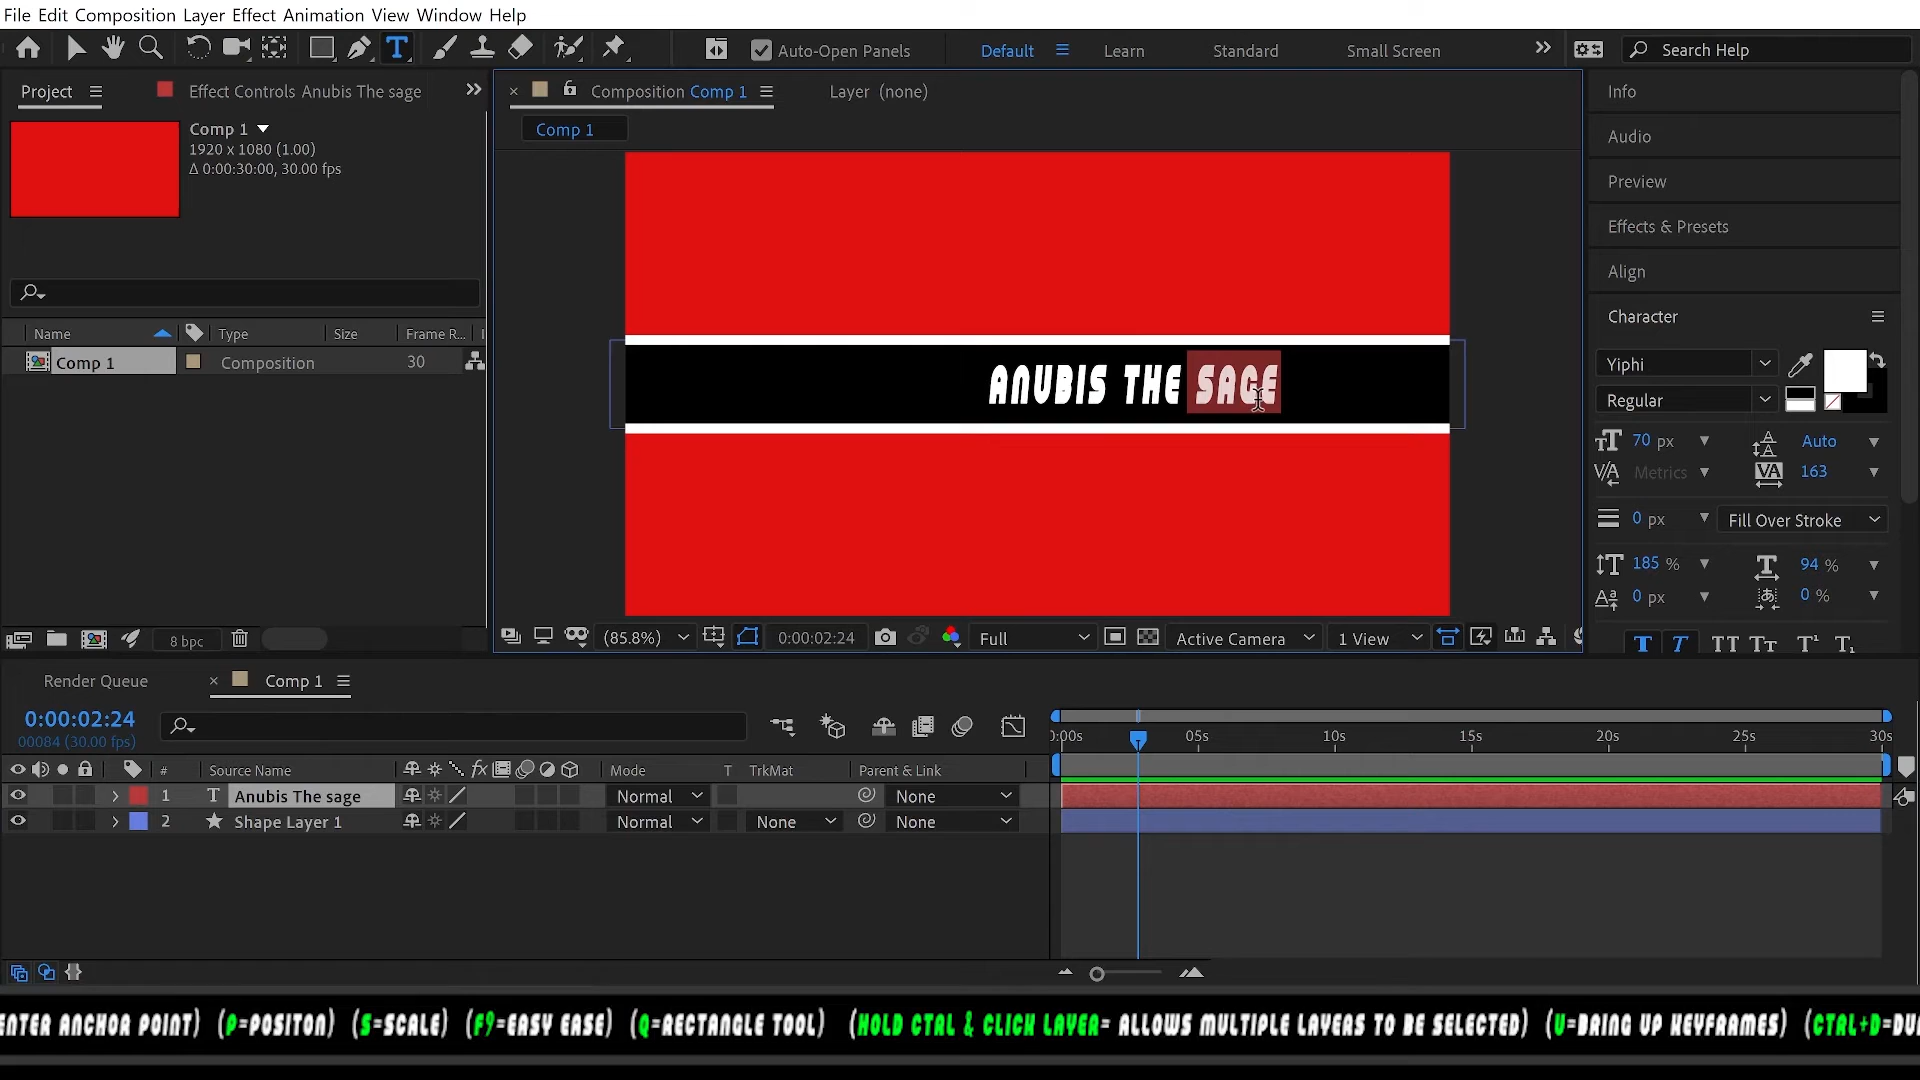 File Edit Composition Layer Effect Animation View Window Help
Auto-Open Panels
Default
Learn
Standard
Small Screen
Search Help
Project
Effect Controls Anubis The sage
Composition Comp 1
Layer (none)
Info
Comp 1
1920 x 1080 (1.00)
Δ 0:00:30:00, 30.00 fps
Comp 1
Audio
Preview
Effects & Presets
Align
Character
Name
Type
Size
Frame R...
Comp 1
Composition
30
ANUBIS THE SAGE
Yiphi
Regular
70 px
Auto
Metrics
163
0 px
Fill Over Stroke
185 %
94 %
0 px
0 %
8 bpc
(85.8%)
0:00:02:24
Full
Active Camera
1 View
Render Queue
Comp 1
0:00:02:24
00084 (30.00 fps)
05s
10s
15s
20s
25s
30s
#
Source Name
Mode
T
TrkMat
Parent & Link
1
T
Anubis The sage
Normal
None
2
Shape Layer 1
Normal
None
None
ENTER ANCHOR POINT) (P=POSITON) (S=SCALE) (F9=EASY EASE) (Q=RECTANGLE TOOL) (HOLD CTRL & CLICK LAYER= ALLOWS MULTIPLE LAYERS TO BE SELECTED) (U=BRING UP KEYFRAMES) (CTRL+D=DU